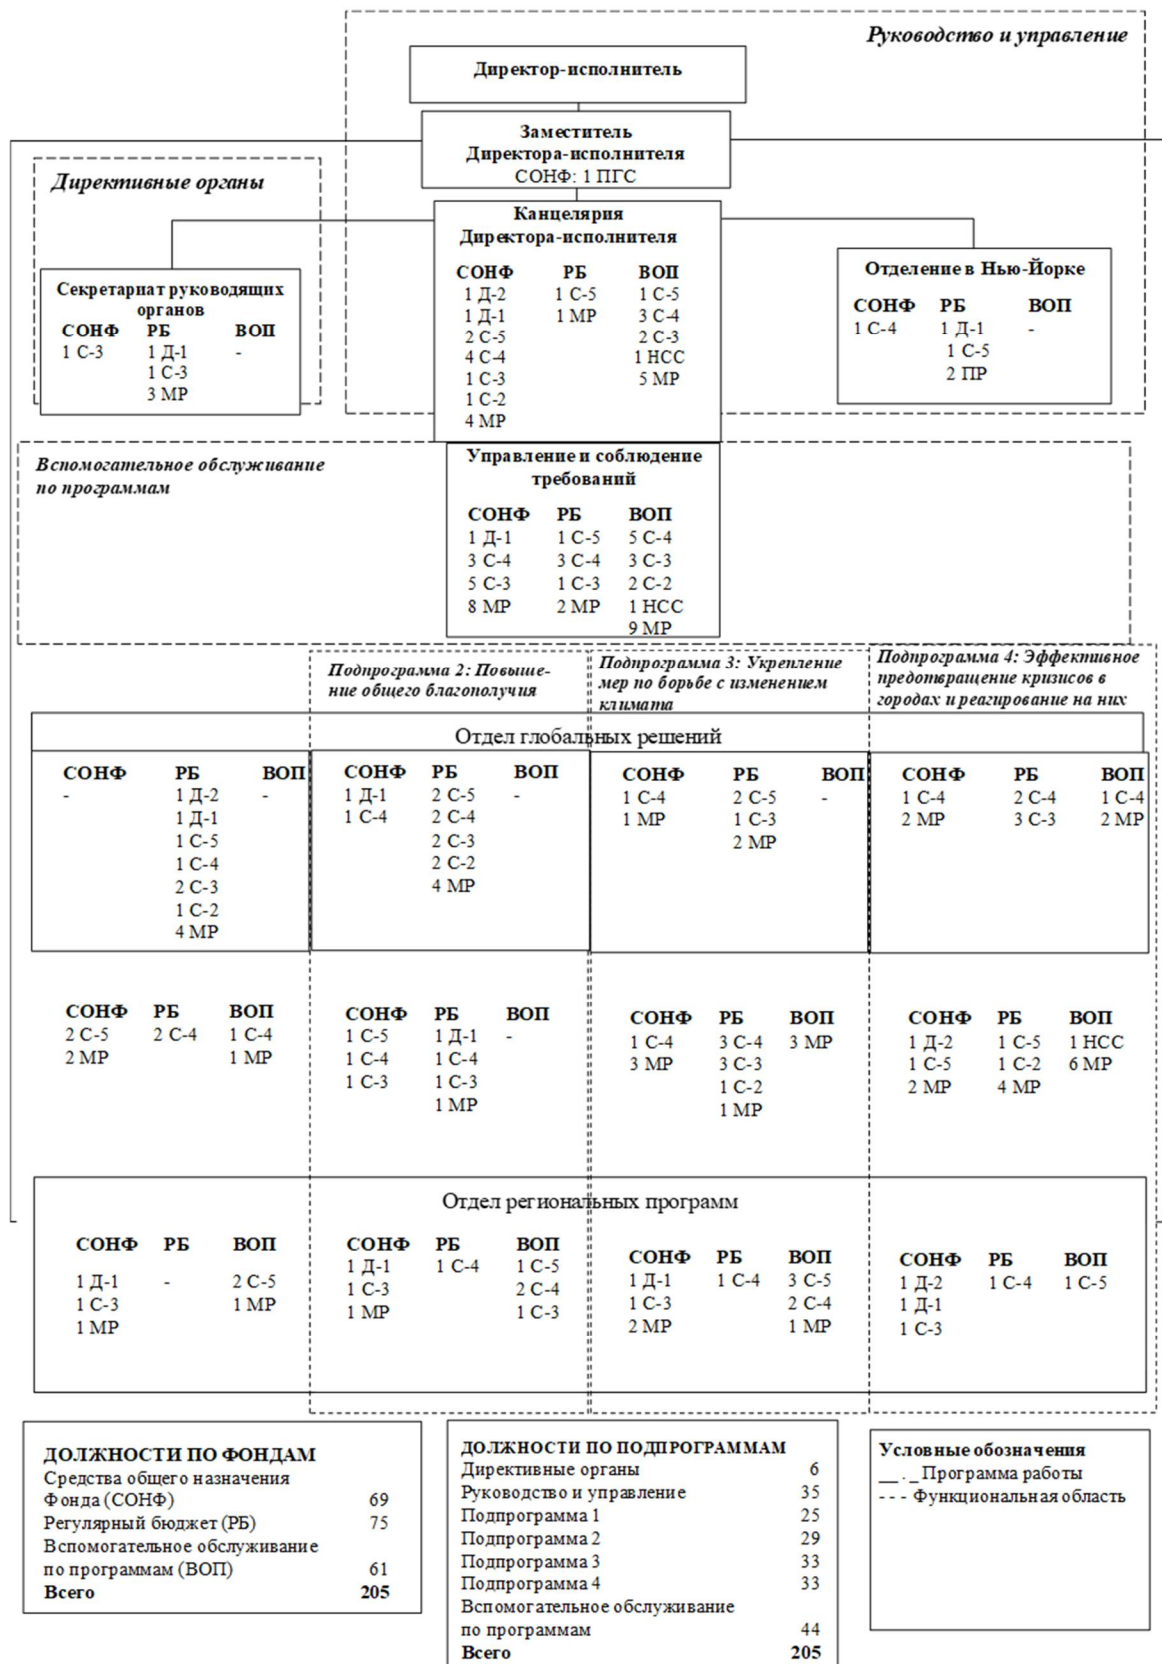 Руководство и управление
Директор-исполнитель
Заместитель
Директора-исполнителя
СОНФ: 1 ПГС
Директивные органы
Канцелярия
Директора-исполнителя
СОНФ РБ ВОП
1 Д-2 1 С-5 1 С-5
1 Д-1 1 МР 3 С-4
2 С-5 2 С-3
4 С-4 1 НСС
1 С-3 5 МР
1 С-2
4 МР
Секретариат руководящих
органов
СОНФ РБ ВОП
1 С-3 1 Д-1 -
1 С-3
3 МР
Отделение в Нью-Йорке
СОНФ РБ ВОП
1 С-4 1 Д-1 -
1 С-5
2 ПР
Вспомогательное обслуживание
по программам
Управление и соблюдение
требований
СОНФ РБ ВОП
1 Д-1 1 С-5 5 С-4
3 С-4 3 С-4 3 С-3
5 С-3 1 С-3 2 С-2
8 МР 2 МР 1 НСС
9 МР
Подпрограмма 2: Повыше-
ние общего благополучия
Подпрограмма 3: Укрепление
мер по борьбе с изменением
климата
Подпрограмма 4: Эффективное
предотвращение кризисов в
городах и реагирование на них
Отдел глобальных решений
СОНФ РБ ВОП
- 1 Д-2 -
1 Д-1
1 С-5
1 С-4
2 С-3
1 С-2
4 МР
СОНФ РБ ВОП
1 Д-1 2 С-5 -
1 С-4 2 С-4
2 С-3
2 С-2
4 МР
СОНФ РБ ВОП
1 С-4 2 С-5 -
1 МР 1 С-3
2 МР
СОНФ РБ ВОП
1 С-4 2 С-4 1 С-4
2 МР 3 С-3 2 МР
СОНФ РБ ВОП
2 С-5 2 С-4 1 С-4
2 МР 1 МР
СОНФ РБ ВОП
1 С-5 1 Д-1 -
1 С-4 1 С-4
1 С-3 1 С-3
1 МР
СОНФ РБ ВОП
1 С-4 3 С-4 3 МР
3 МР 3 С-3
1 С-2
1 МР
СОНФ РБ ВОП
1 Д-2 1 С-5 1 НСС
1 С-5 1 С-2 6 МР
2 МР 4 МР
Отдел региональных программ
СОНФ РБ ВОП
1 Д-1 - 2 С-5
1 С-3 1 МР
1 МР
СОНФ РБ ВОП
1 Д-1 1 С-4 1 С-5
1 С-3 2 С-4
1 МР 1 С-3
СОНФ РБ ВОП
1 Д-1 1 С-4 3 С-5
1 С-3 2 С-4
2 МР 1 МР
СОНФ РБ ВОП
1 Д-2 1 С-4 1 С-5
1 Д-1
1 С-3
ДОЛЖНОСТИ ПО ФОНДАМ
Средства общего назначения
Фонда (СОНФ) 69
Регулярный бюджет (РБ) 75
Вспомогательное обслуживание
по программам (ВОП) 61
Всего 205
ДОЛЖНОСТИ ПО ПОДПРОГРАММАМ
Директивные органы 6
Руководство и управление 35
Подпрограмма 1 25
Подпрограмма 2 29
Подпрограмма 3 33
Подпрограмма 4 33
Вспомогательное обслуживание
по программам 44
Всего 205
Условные обозначения
__ . _ Программа работы
- - - Функциональная область